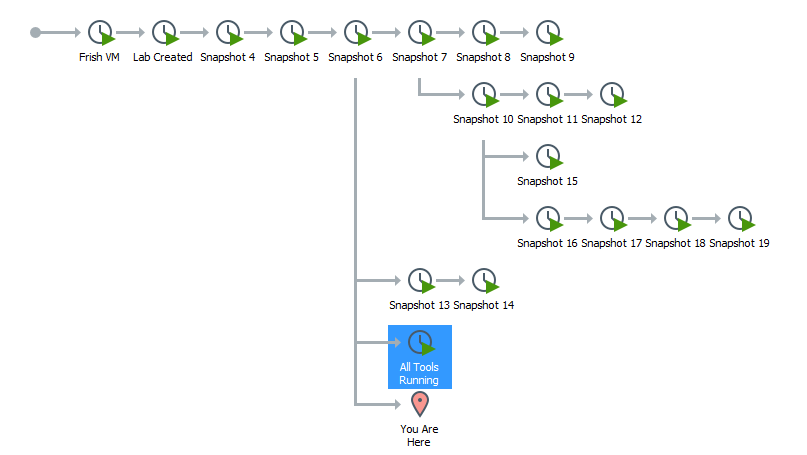 Frish VM
Lab Created
Snapshot 4
Snapshot 5
Snapshot 6
Snapshot 7
Snapshot 8
Snapshot 9
Snapshot 10
Snapshot 11
Snapshot 12
Snapshot 15
Snapshot 16
Snapshot 17
Snapshot 18
Snapshot 19
Snapshot 13
Snapshot 14
All Tools
Running
You Are
Here